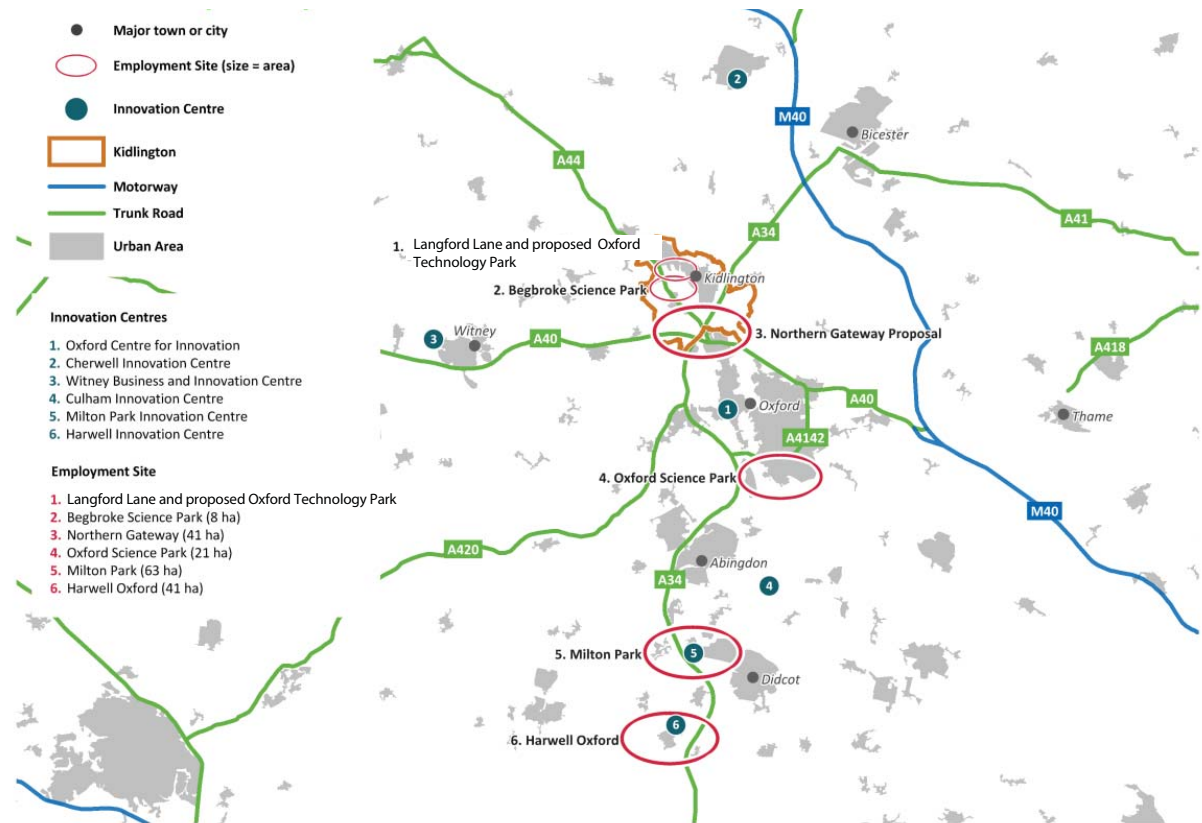 Major town or city
Employment Site (size = area)
Innovation Centre
Kidlington
Motorway
Trunk Road
Urban Area
Innovation Centres
1. Oxford Centre for Innovation
2. Cherwell Innovation Centre
3. Witney Business and Innovation Centre
4. Culham Innovation Centre
5. Milton Park Innovation Centre
6. Harwell Innovation Centre
Employment Site
1. Langford Lane and proposed Oxford Technology Park
2. Begbroke Science Park (8 ha)
3. Northern Gateway (41 ha)
4. Oxford Science Park (21 ha)
5. Milton Park (63 ha)
6. Harwell Oxford (41 ha)
2
M40
Bicester
A44
A41
A34
1. Langford Lane and proposed Oxford
Technology Park
Kidlington
2. Begbroke Science Park
3. Northern Gateway Proposal
3
Witney
A40
A418
A40
1
Oxford
Thame
A4142
4. Oxford Science Park
M40
A420
Abingdon
A34
4
5. Milton Park
5
Didcot
6
6. Harwell Oxford